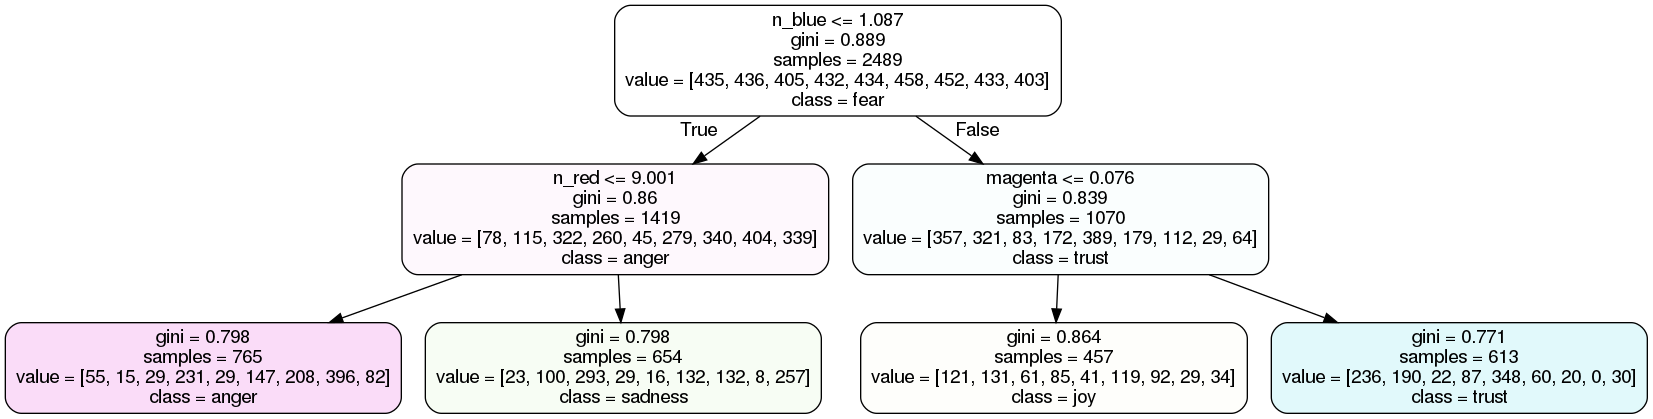 n_blue <= 1.087
gini = 0.889
samples = 2489
value = [435, 436, 405, 432, 434, 458, 452, 433, 403]
class = fear
True
False
n_red <= 9.001
gini = 0.86
samples = 1419
value = [78, 115, 322, 260, 45, 279, 340, 404, 339]
class = anger
magenta <= 0.076
gini = 0.839
samples = 1070
value = [357, 321, 83, 172, 389, 179, 112, 29, 64]
class = trust
gini = 0.798
samples = 765
value = [55, 15, 29, 231, 29, 147, 208, 396, 82]
class = anger
gini = 0.798
samples = 654
value = [23, 100, 293, 29, 16, 132, 132, 8, 257]
class = sadness
gini = 0.864
samples = 457
value = [121, 131, 61, 85, 41, 119, 92, 29, 34]
class = joy
gini = 0.771
samples = 613
value = [236, 190, 22, 87, 348, 60, 20, 0, 30]
class = trust